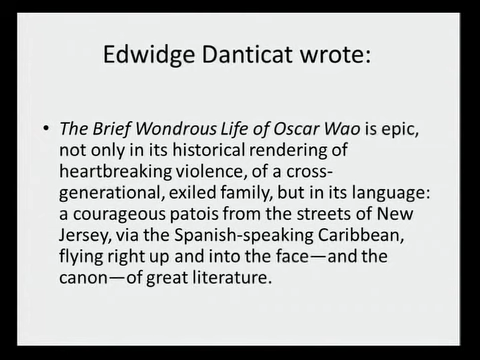 Edwidge Danticat wrote:
• The Brief Wondrous Life of Oscar Wao is epic,
not only in its historical rendering of
heartbreaking violence, of a cross-
generational, exiled family, but in its language:
a courageous patois from the streets of New
Jersey, via the Spanish-speaking Caribbean,
flying right up and into the face—and the
canon—of great literature.